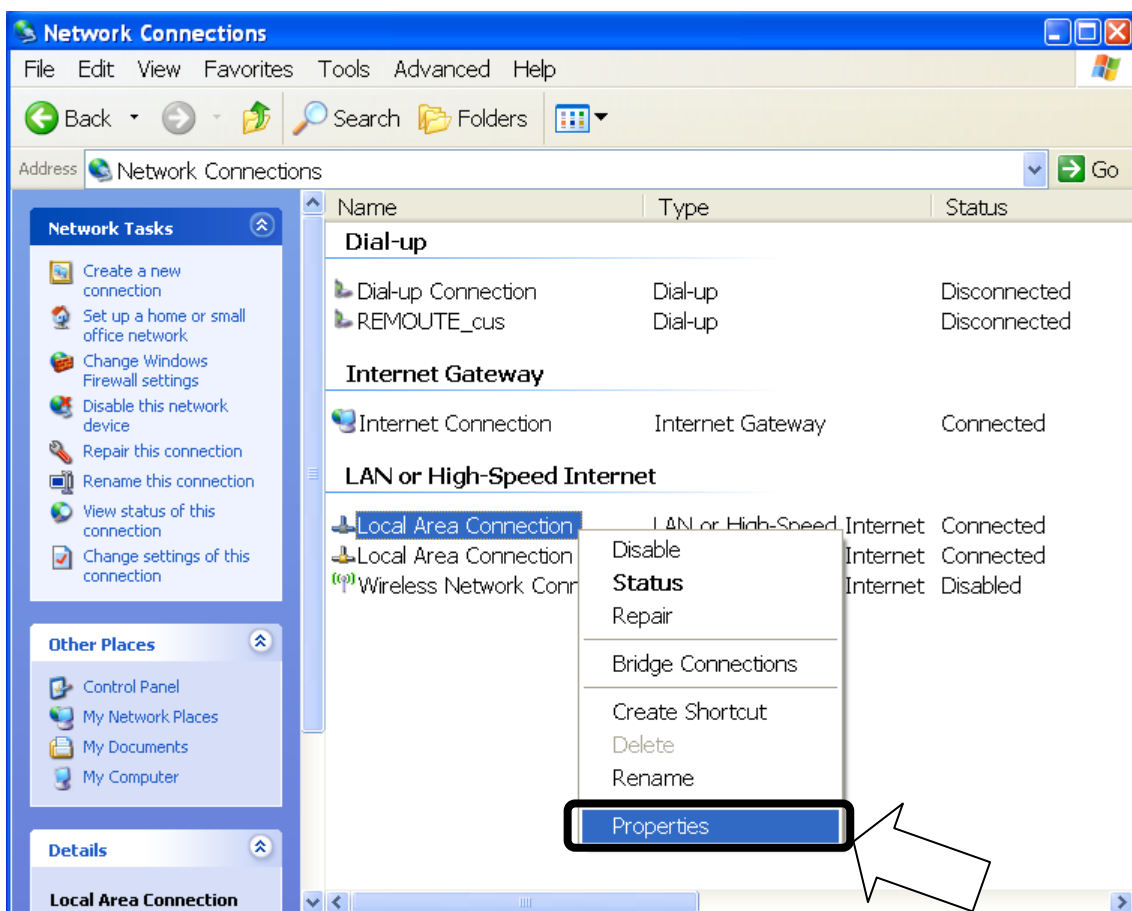 Network Connections
File Edit View Favorites Tools Advanced Help
Back Search Folders
Address Network Connections Go
Network Tasks
Create a new
connection
Set up a home or small
office network
Change Windows
Firewall settings
Disable this network
device
Repair this connection
Rename this connection
View status of this
connection
Change settings of this
connection
Other Places
Control Panel
My Network Places
My Documents
My Computer
Details
Local Area Connection
Name Type Status
Dial-up
Dial-up Connection Dial-up Disconnected
REMOUTE_cus Dial-up Disconnected
Internet Gateway
Internet Connection Internet Gateway Connected
LAN or High-Speed Internet
Local Area Connection LAN or High-Speed Internet Connected
Local Area Connection Internet Connected
Wireless Network Internet Disabled
Disable
Status
Repair
Bridge Connections
Create Shortcut
Delete
Rename
Properties